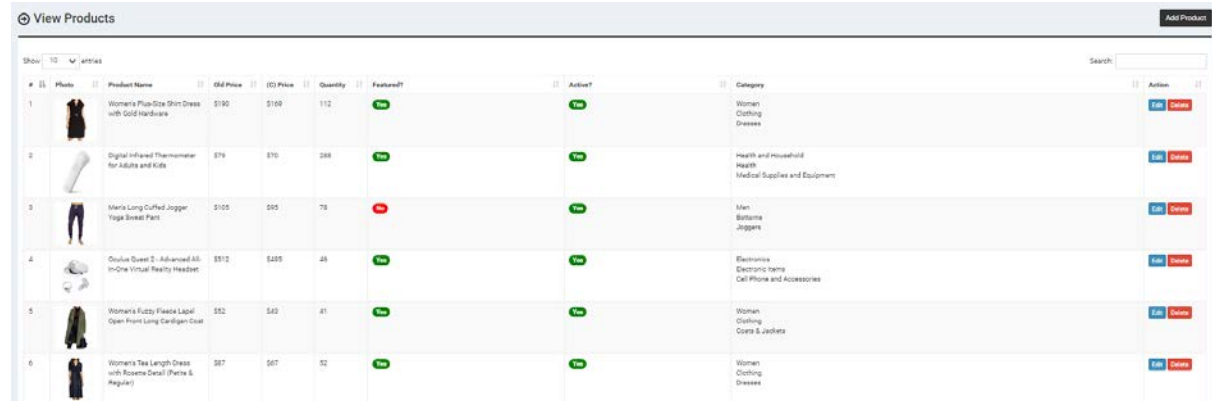 View Products
Add Product
Show 10 entries
Search:
# Photo Product Name Old Price (C) Price Quantity Featured? Active? Category Action
1 Women's Plus-Size Shirt Dress $190 $169 112 Yes Yes Women Edit Delete
with Gold Hardware Clothing
Dresses
2 Digital Infrared Thermometer $79 $70 288 Yes Yes Health and Household Edit Delete
for Adults and Kids Health
Medical Supplies and Equipment
3 Men's Long Cuffed Jogger $105 $95 78 No Yes Men Edit Delete
Yoga Sweat Pant Bottoms
Joggers
4 Oculus Quest 2 - Advanced All- $512 $485 46 Yes Yes Electronics Edit Delete
In-One Virtual Reality Headset Electronic Items
Cell Phone and Accessories
5 Women's Fuzzy Fleece Lapel $52 $43 41 Yes Yes Women Edit Delete
Open Front Long Cardigan Coat Clothing
Coats & Jackets
6 Women's Tea Length Dress $87 $67 52 Yes Yes Women Edit Delete
with Rosette Detail (Petite & Clothing
Regular) Dresses